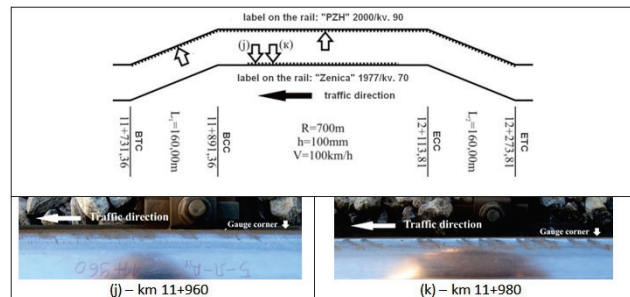 label on the rail: "PZH" 2000/kv. 90
(j) (κ)
label on the rail: "Zenica" 1977/kv. 70
traffic direction
11+731,36
BTC
L₁=160,00m
11+891,36
BCC
R=700m
h=100mm
V=100km/h
12+113,81
ECC
L₂=160,00m
12+273,81
ETC
Traffic direction
Gauge corner
(j) – km 11+960
Traffic direction
Gauge corner
(k) – km 11+980